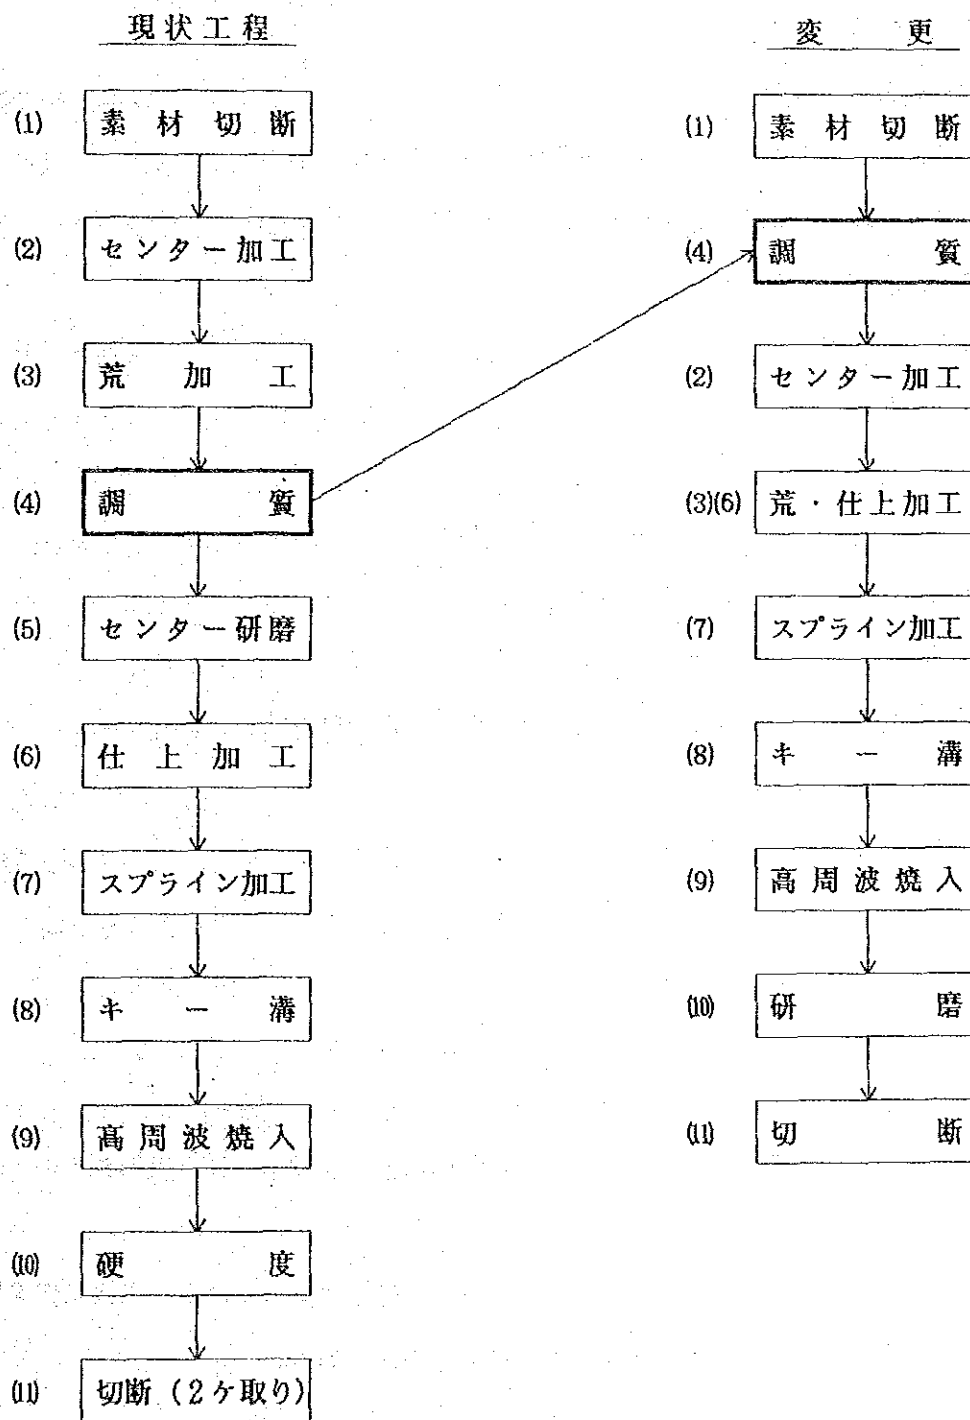 現状工程
(1) 素材切断
(2) センター加工
(3) 荒加工
(4) 調質
(5) センター研磨
(6) 仕上加工
(7) スプライン加工
(8) キー溝
(9) 高周波焼入
(10) 硬度
(11) 切断(2ケ取り)
変更
(1) 素材切断
(4) 調質
(2) センター加工
(3)(6) 荒・仕上加工
(7) スプライン加工
(8) キー溝
(9) 高周波焼入
(10) 研磨
(11) 切断